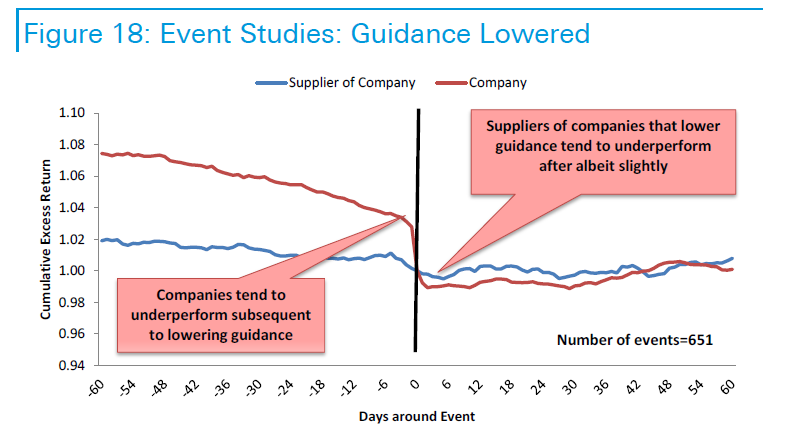 Figure 18: Event Studies: Guidance Lowered
Supplier of Company
Company
1.10
1.08
1.06
1.04
1.02
1.00
0.98
0.96
0.94
Cumulative Excess Return
Suppliers of companies that lower
guidance tend to underperform
after albeit slightly
Companies tend to
underperform subsequent
to lowering guidance
Number of events=651
-60
-54
-48
-42
-36
-30
-24
-18
-12
-6
0
6
12
18
24
30
36
42
48
54
60
Days around Event